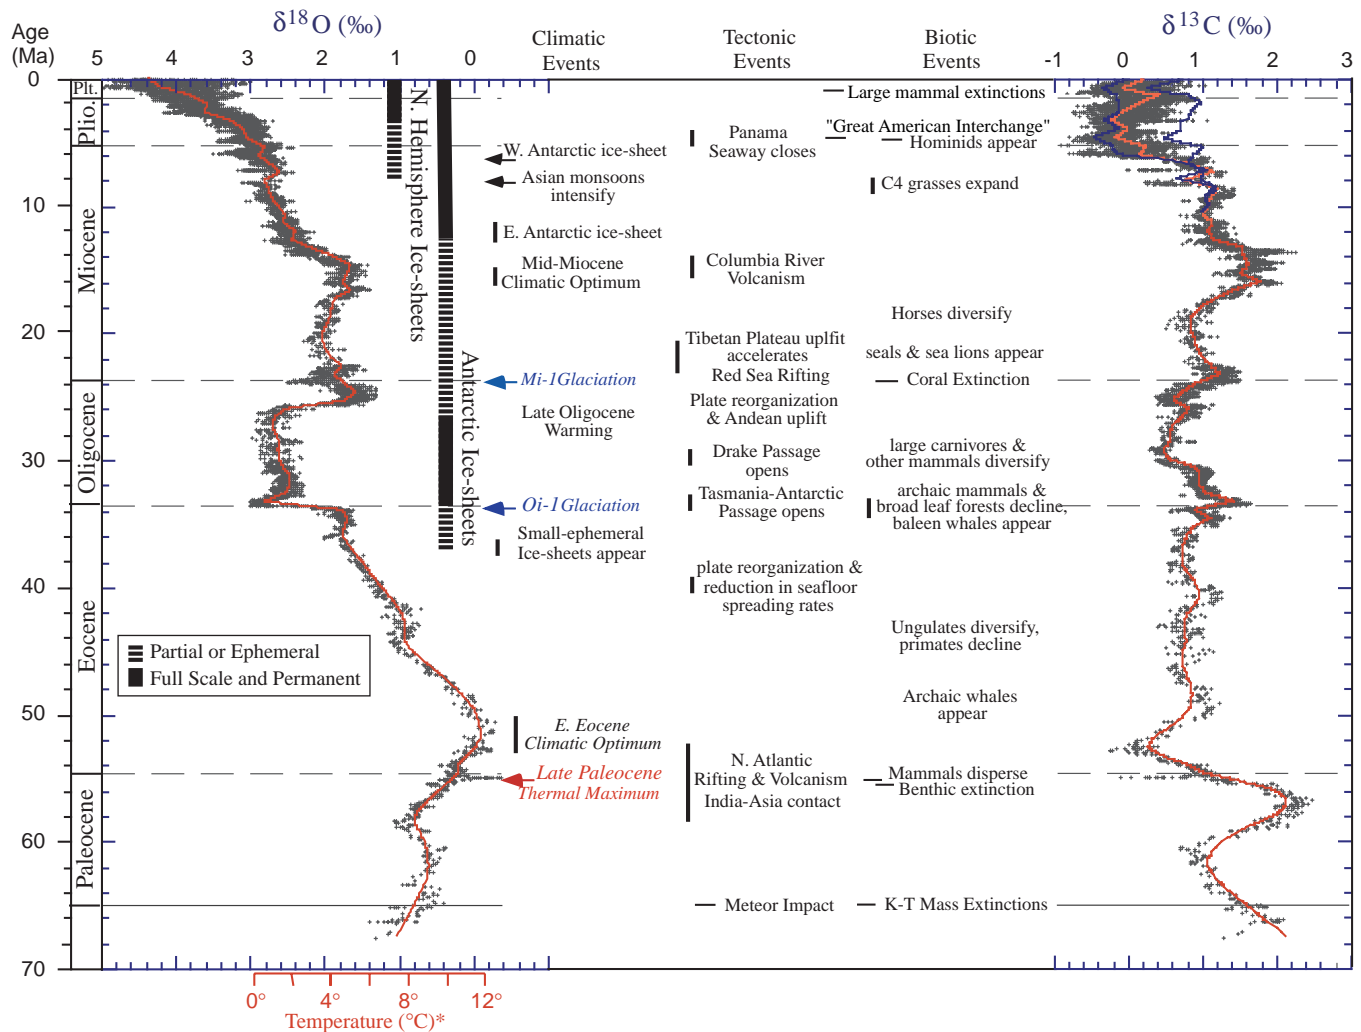 Age
(Ma)
δ18O (‰)
5 4 3 2 1 0
Climatic
Events
Tectonic
Events
Biotic
Events
δ13C (‰)
-1 0 1 2 3
0
10
20
30
40
50
60
70
Plt.
Plio.
Miocene
Oligocene
Eocene
Paleocene
N. Hemisphere Ice-sheets
Antarctic Ice-sheets
Partial or Ephemeral
Full Scale and Permanent
W. Antarctic ice-sheet
Asian monsoons
intensify
E. Antarctic ice-sheet
Mid-Miocene
Climatic Optimum
Mi-1Glaciation
Late Oligocene
Warming
Oi-1Glaciation
Small-ephemeral
Ice-sheets appear
E. Eocene
Climatic Optimum
Late Paleocene
Thermal Maximum
Panama
Seaway closes
Columbia River
Volcanism
Tibetan Plateau uplfit
accelerates
Red Sea Rifting
Plate reorganization
& Andean uplift
Drake Passage
opens
Tasmania-Antarctic
Passage opens
plate reorganization &
reduction in seafloor
spreading rates
N. Atlantic
Rifting & Volcanism
India-Asia contact
Meteor Impact
Large mammal extinctions
"Great American Interchange"
Hominids appear
C4 grasses expand
Horses diversify
seals & sea lions appear
Coral Extinction
large carnivores &
other mammals diversify
archaic mammals &
broad leaf forests decline,
baleen whales appear
Ungulates diversify,
primates decline
Archaic whales
appear
Mammals disperse
Benthic extinction
K-T Mass Extinctions
0° 4° 8° 12°
Temperature (°C)*